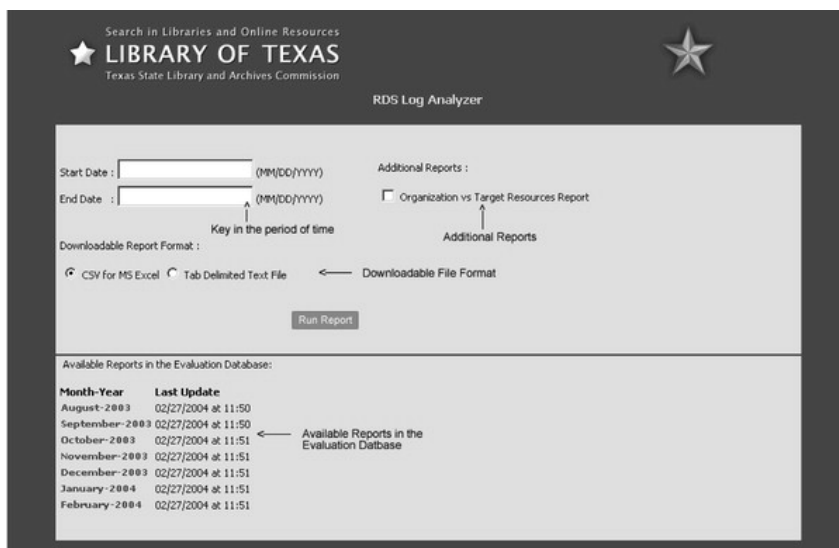 Search in Libraries and Online Resources
LIBRARY OF TEXAS
Texas State Library and Archives Commission
RDS Log Analyzer
Start Date : (MM/DD/YYYY)
End Date : (MM/DD/YYYY)
Key in the period of time
Additional Reports :
Organization vs Target Resources Report
Additional Reports
Downloadable Report Format :
CSV for MS Excel Tab Delimited Text File
Downloadable File Format
Run Report
Available Reports in the Evaluation Database:
Month-Year Last Update
August-2003 02/27/2004 at 11:50
September-2003 02/27/2004 at 11:50
October-2003 02/27/2004 at 11:51
November-2003 02/27/2004 at 11:51
December-2003 02/27/2004 at 11:51
January-2004 02/27/2004 at 11:51
February-2004 02/27/2004 at 11:51
Available Reports in the
Evaluation Datbase